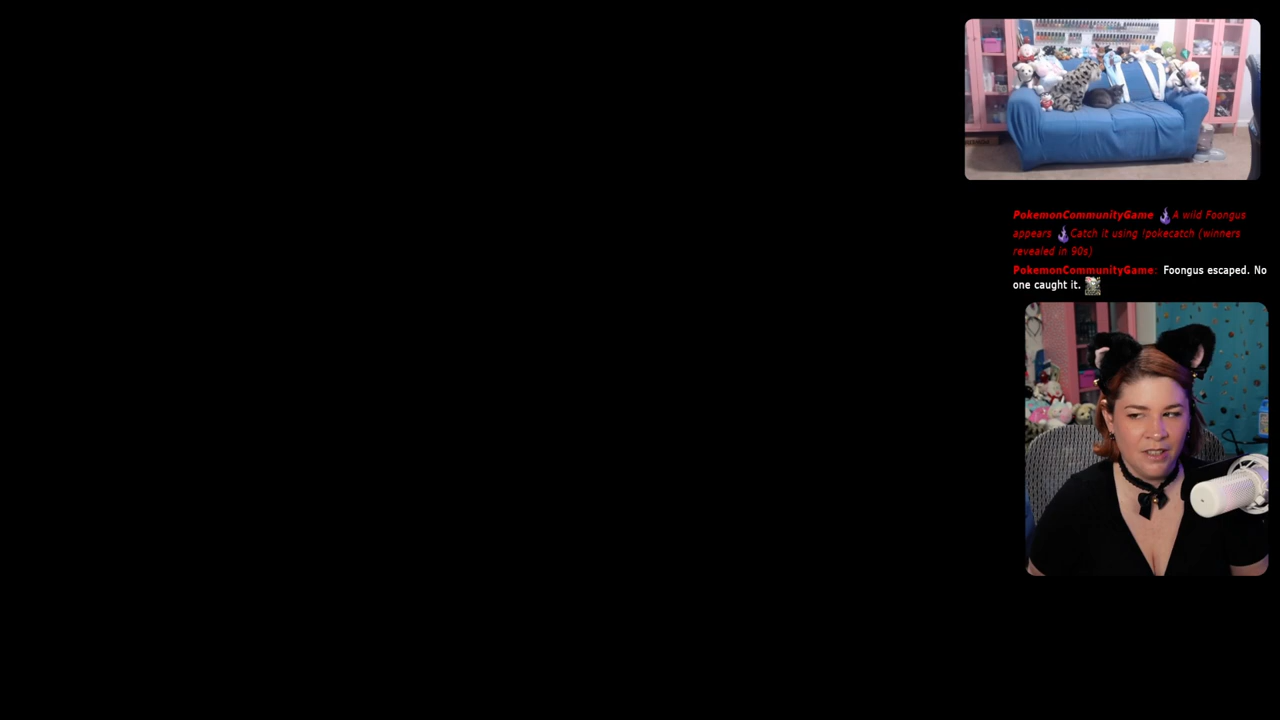 PokemonCommunityGame A wild Foongus
appears Catch it using !pokecatch (winners
revealed in 90s)
PokemonCommunityGame: Foongus escaped. No
one caught it.